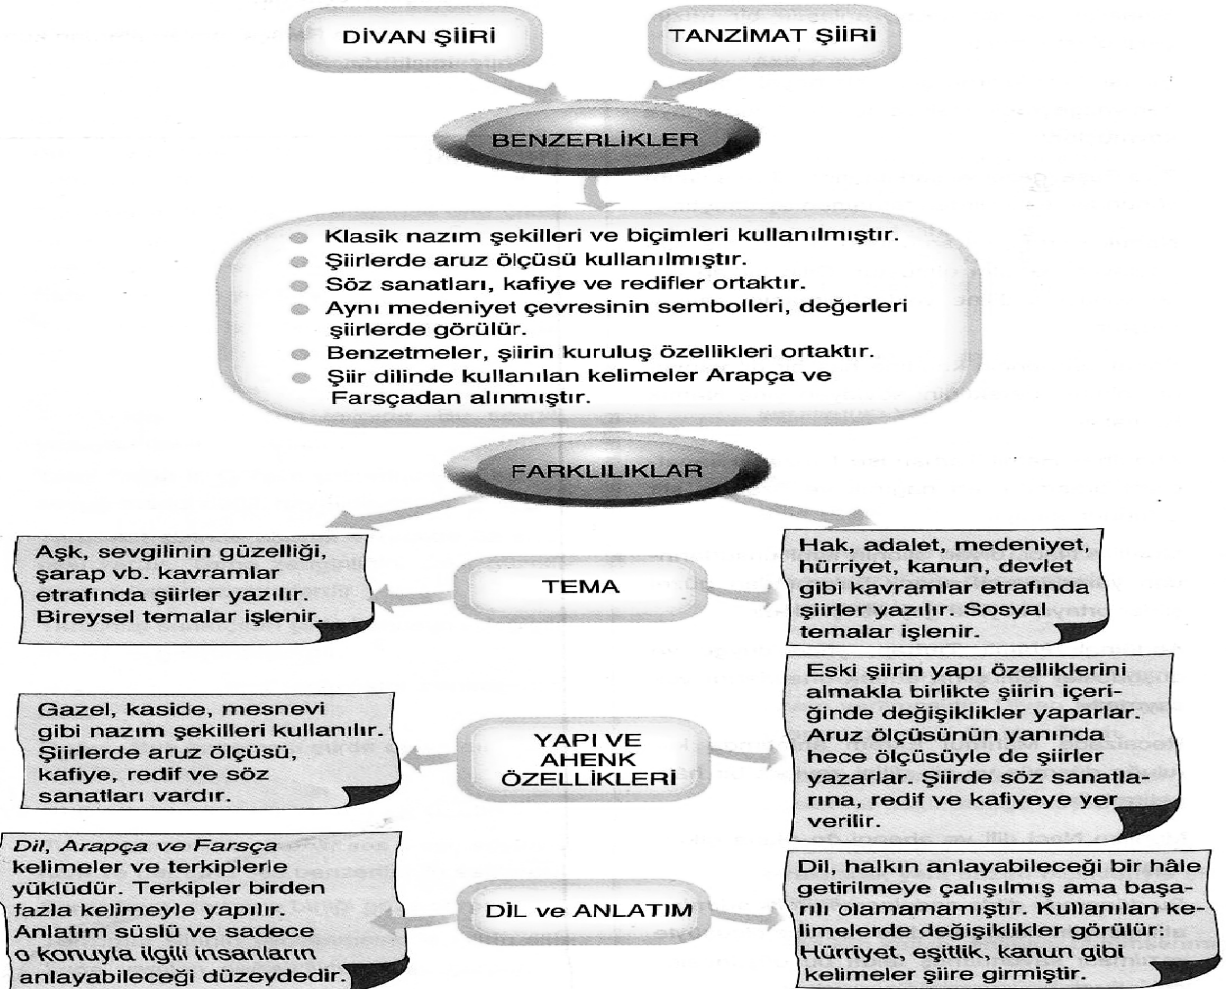 DİVAN ŞİİRİ
TANZİMAT ŞİİRİ
BENZERLİKLER
Klasik nazım şekilleri ve biçimleri kullanılmıştır.
Şiirlerde aruz ölçüsü kullanılmıştır.
Söz sanatları, kafiye ve redifler ortaktır.
Aynı medeniyet çevresinin sembolleri, değerleri
şiirlerde görülür.
Benzetmeler, şiirin kuruluş özellikleri ortaktır.
Şiir dilinde kullanılan kelimeler Arapça ve
Farsçadan alınmıştır.
FARKLILIKLAR
Aşk, sevgilinin güzelliği,
şarap vb. kavramlar
etrafında şiirler yazılır.
Bireysel temalar işlenir.
TEMA
Hak, adalet, medeniyet,
hürriyet, kanun, devlet
gibi kavramlar etrafında
şiirler yazılır. Sosyal
temalar işlenir.
Gazel, kaside, mesnevi
gibi nazım şekilleri kullanılır.
Şiirlerde aruz ölçüsü,
kafiye, redif ve söz
sanatları vardır.
YAPI VE
AHENK
ÖZELLİKLERİ
Eski şiirin yapı özelliklerini
almakla birlikte şiirin içeri-
ğinde değişiklikler yaparlar.
Aruz ölçüsünün yanında
hece ölçüsüyle de şiirler
yazarlar. Şiirde söz sanatla-
rına, redif ve kafiyeye yer
verilir.
Dil, Arapça ve Farsça
kelimeler ve terkiplerle
yüklüdür. Terkipler birden
fazla kelimeyle yapılır.
Anlatım süslü ve sadece
o konuyla ilgili insanların
anlayabileceği düzeydedir.
DİL ve ANLATIM
Dil, halkın anlayabileceği bir hâle
getirilmeye çalışılmış ama başa-
rılı olamamamıştır. Kullanılan ke-
limelerde değişiklikler görülür:
Hürriyet, eşitlik, kanun gibi
kelimeler şiire girmiştir.